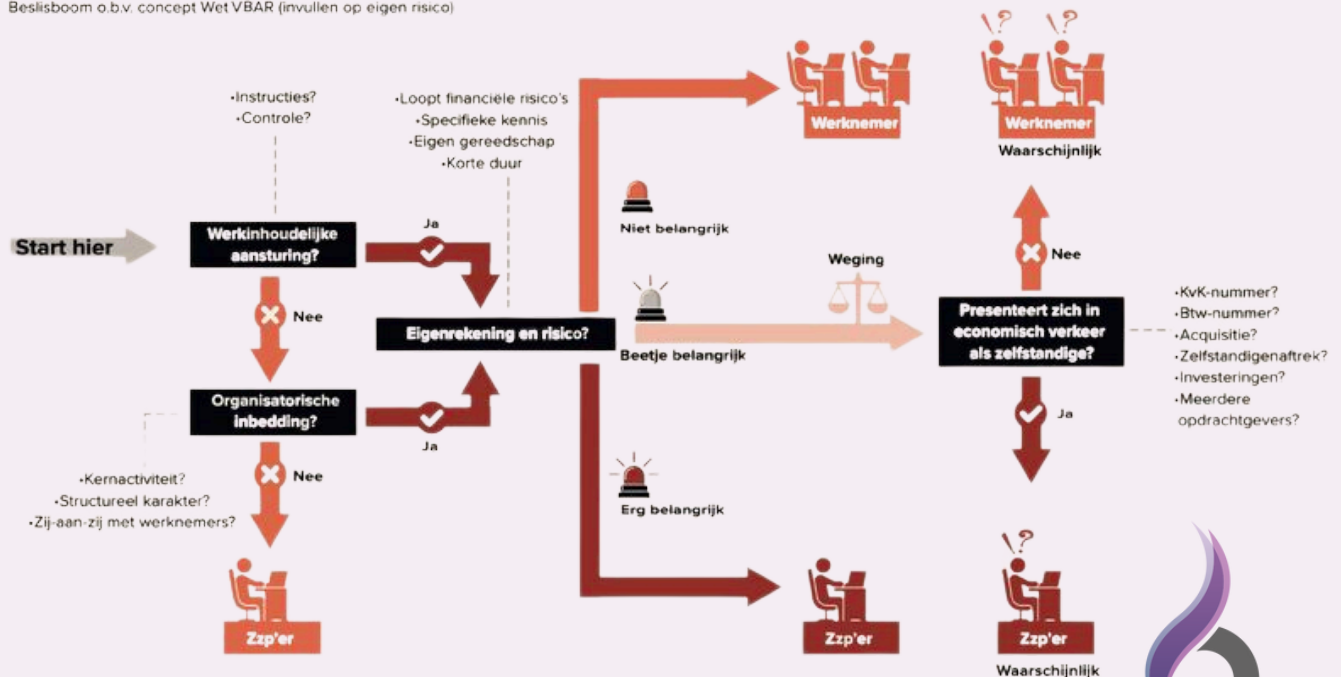 Beslisboom o.b.v. concept Wet VBAR (invullen op eigen risico)
•Instructies?
•Controle?
•Loopt financiële risico's
•Specifieke kennis
•Eigen gereedschap
•Korte duur
Start hier
Werkinhoudelijke
aansturing?
Ja
Nee
Organisatorische
inbedding?
Ja
Nee
•Kernactiviteit?
•Structureel karakter?
•Zij-aan-zij met werknemers?
Zzp'er
Eigenrekening en risico?
Niet belangrijk
Beetje belangrijk
Erg belangrijk
Weging
Werknemer
Werknemer
Waarschijnlijk
Nee
Presenteert zich in
economisch verkeer
als zelfstandige?
•KvK-nummer?
•Btw-nummer?
•Acquisitie?
•Zelfstandigenaftrek?
•Investeringen?
•Meerdere
opdrachtgevers?
Ja
!?
!?
!?
Zzp'er
Zzp'er
Waarschijnlijk